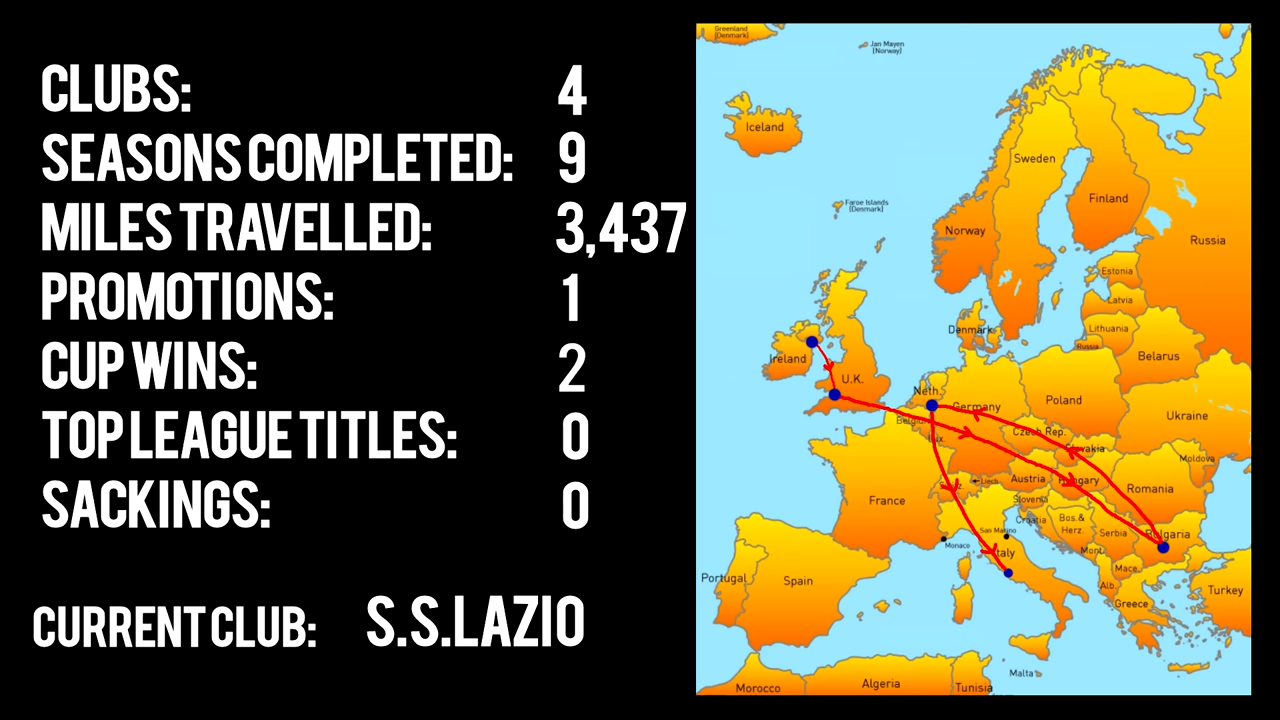 CLUBS: 4
SEASONS COMPLETED: 9
MILES TRAVELLED: 3,437
PROMOTIONS: 1
CUP WINS: 2
TOP LEAGUE TITLES: 0
SACKINGS: 0
CURRENT CLUB: S.S.LAZIO
Greenland
[Denmark]
Jan Mayen
[Norway]
Iceland
Sweden
Finland
Faroe Islands
[Denmark]
Norway
Russia
Estonia
Latvia
Denmark
Lithuania
Russia
Ireland
Belarus
U.K.
Neth.
Germany
Poland
Ukraine
Belgium
Lux.
Czech Rep.
Slovakia
Moldova
Liech.
Austria
Hungary
Romania
France
Slovenia
Croatia
Bos.&
Herz.
Serbia
San Marino
Bulgaria
Monaco
Italy
Mont.
Mace.
Portugal
Spain
Alb
Turkey
Greece
Malta
Morocco
Algeria
Tunisia